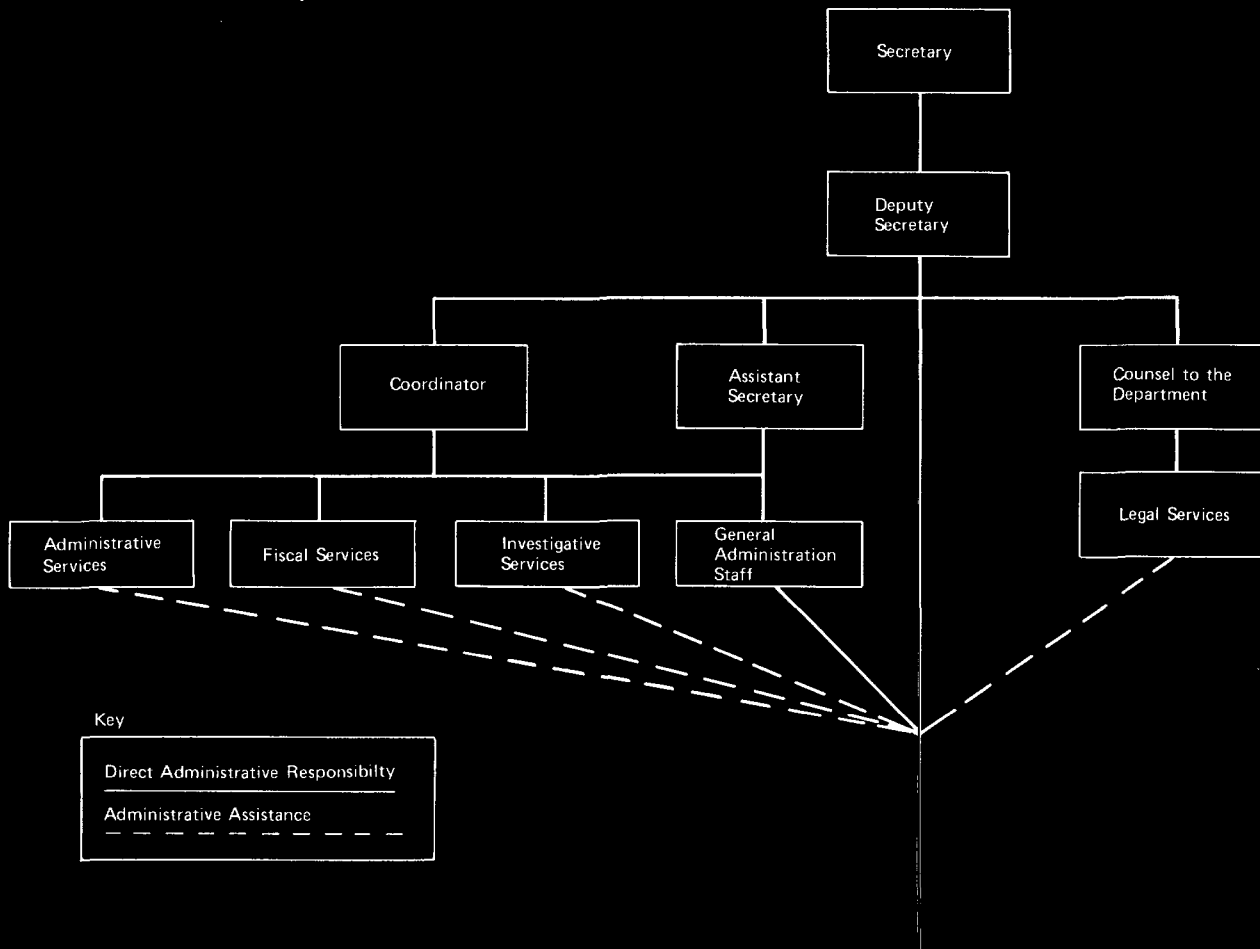 Secretary
Deputy
Secretary
Coordinator
Assistant
Secretary
Counsel to the
Department
Administrative
Services
Fiscal Services
Investigative
Services
General
Administration
Staff
Legal Services
Key
Direct Administrative Responsibilty
Administrative Assistance